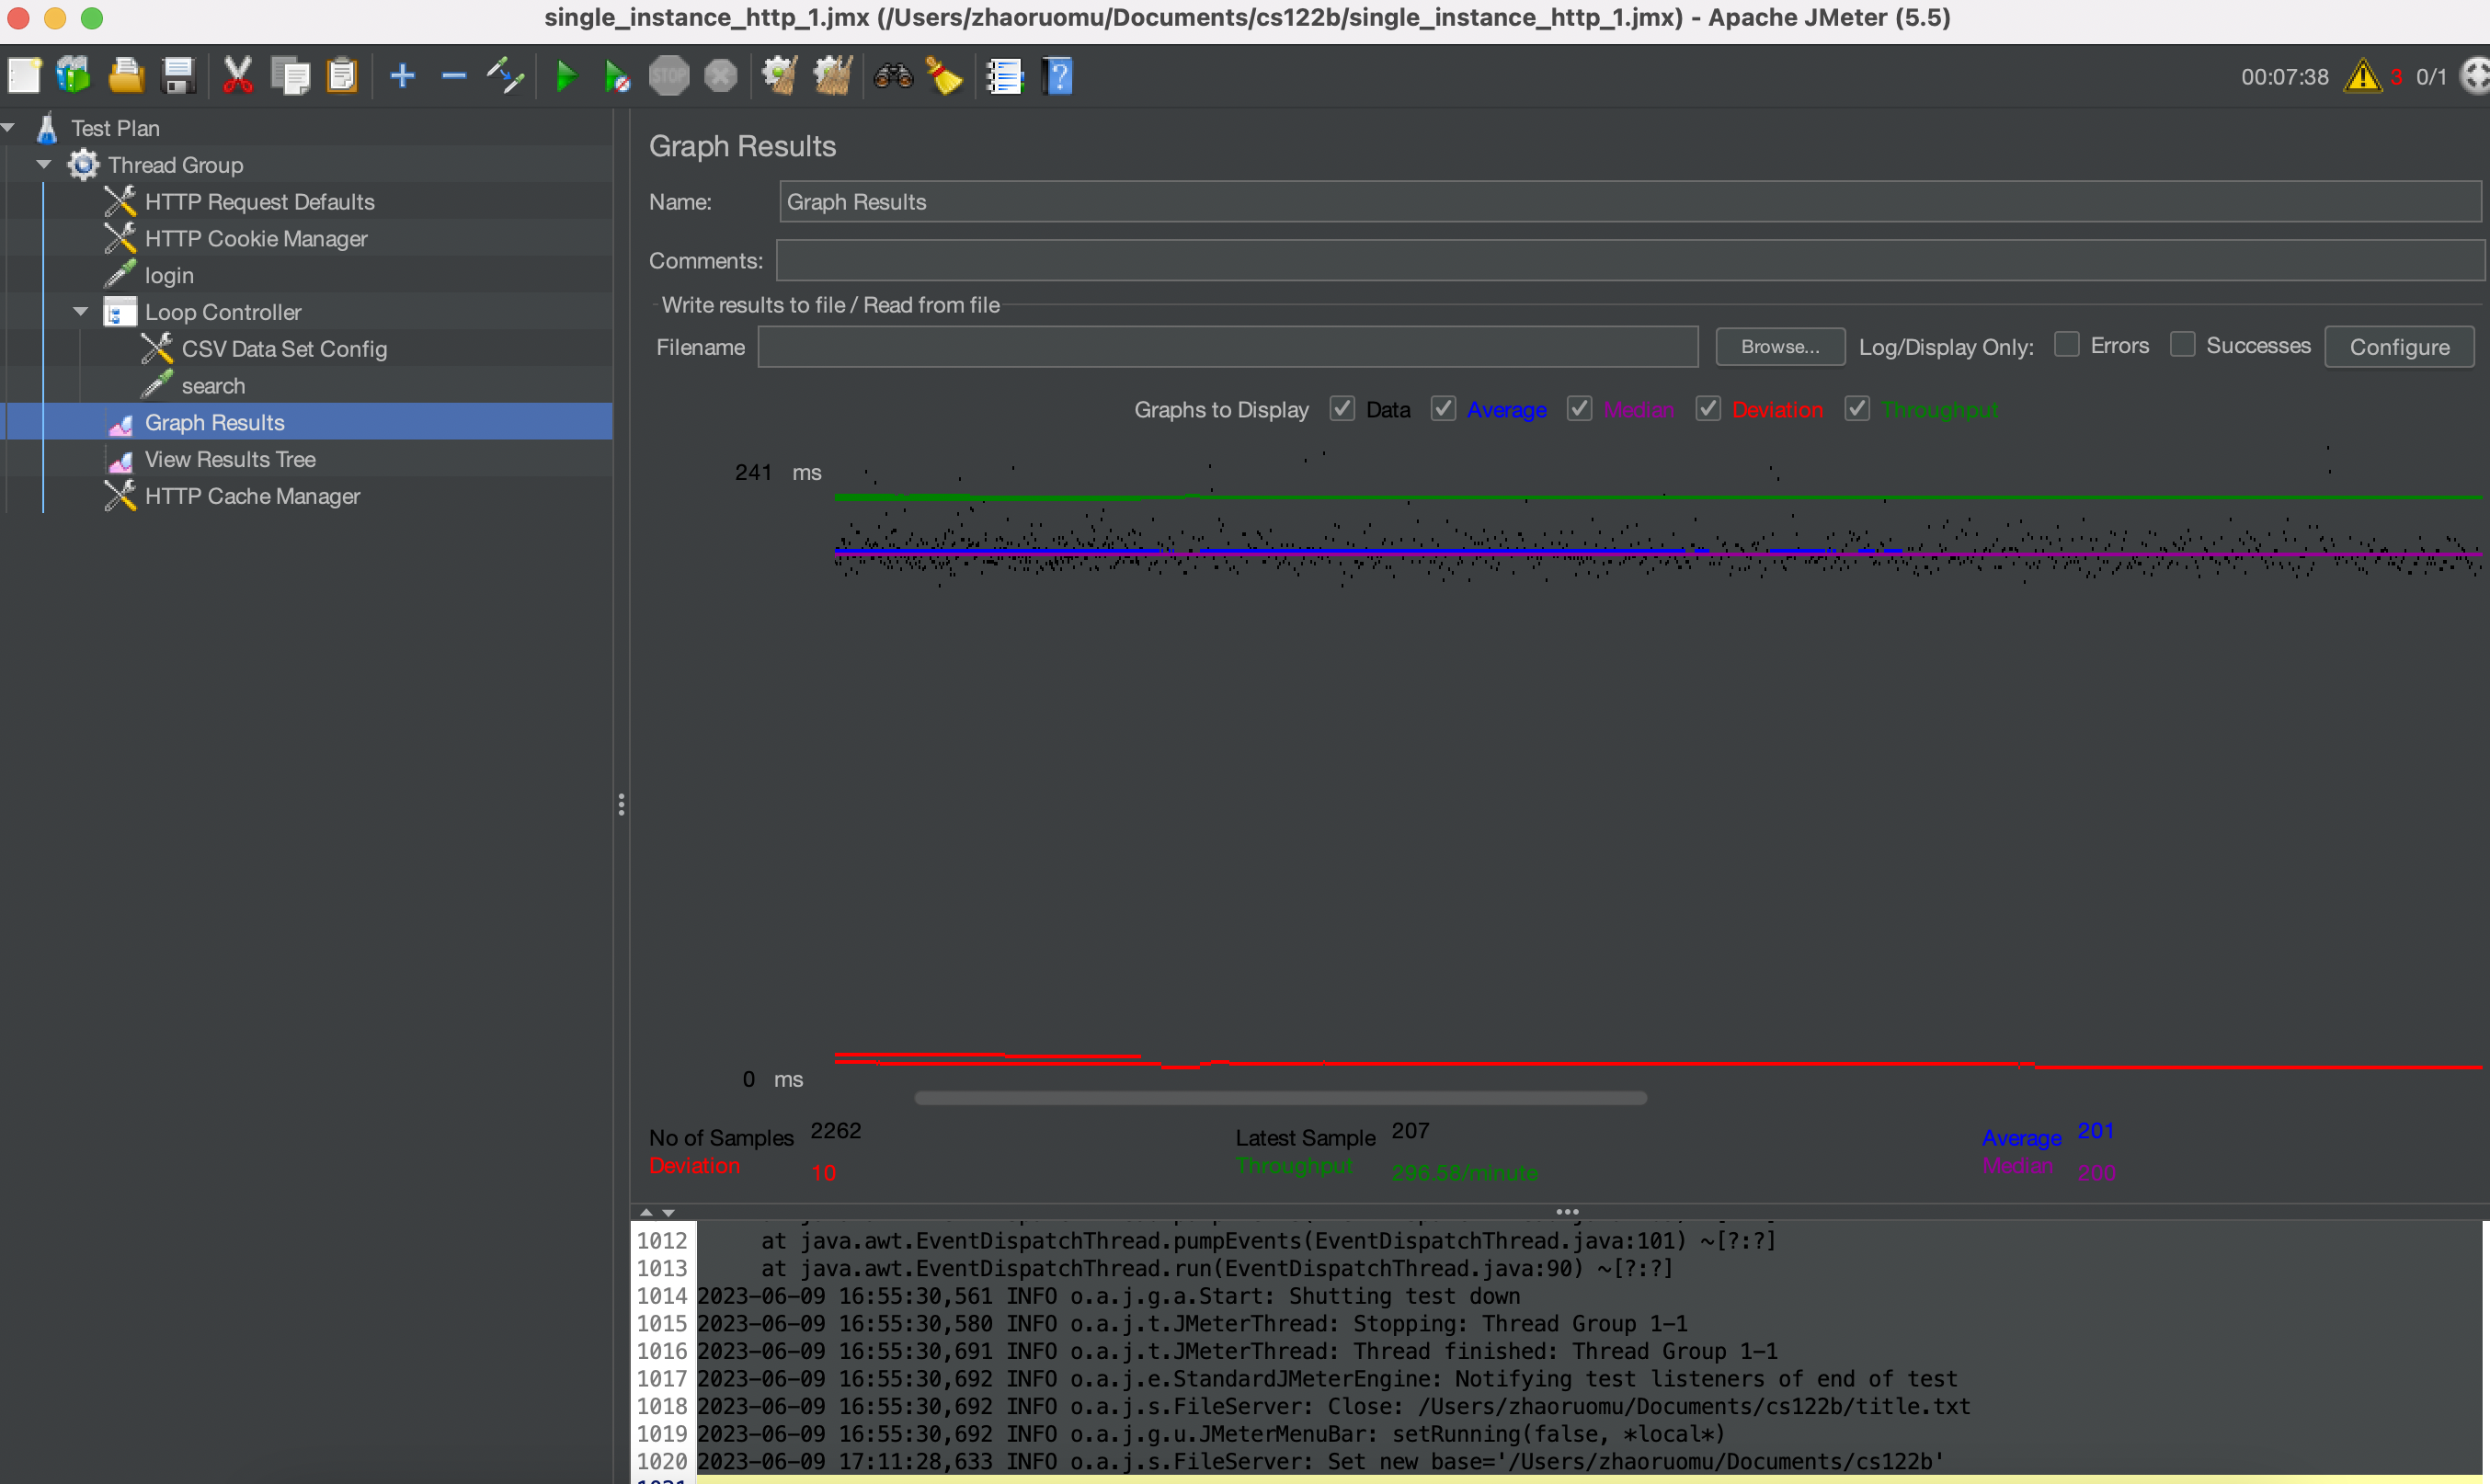 single_instance_http_1.jmx (/Users/zhaoruomu/Documents/cs122b/single_instance_http_1.jmx) - Apache JMeter (5.5)
STOP
00:07:38 3 0/1
Test Plan
Thread Group
HTTP Request Defaults
HTTP Cookie Manager
login
Loop Controller
CSV Data Set Config
search
Graph Results
View Results Tree
HTTP Cache Manager
Graph Results
Name: Graph Results
Comments:
Write results to file / Read from file
Filename Browse... Log/Display Only: Errors Successes Configure
Graphs to Display Data Average Median Deviation Throughput
241 ms
0 ms
No of Samples 2262 Latest Sample 207 Average 201
Deviation 10 Throughput 296.58/minute Median 200
1012 at java.awt.EventDispatchThread.pumpEvents(EventDispatchThread.java:101) ~[?:?]
1013 at java.awt.EventDispatchThread.run(EventDispatchThread.java:90) ~[?:?]
1014 2023-06-09 16:55:30,561 INFO o.a.j.g.a.Start: Shutting test down
1015 2023-06-09 16:55:30,580 INFO o.a.j.t.JMeterThread: Stopping: Thread Group 1-1
1016 2023-06-09 16:55:30,691 INFO o.a.j.t.JMeterThread: Thread finished: Thread Group 1-1
1017 2023-06-09 16:55:30,692 INFO o.a.j.e.StandardJMeterEngine: Notifying test listeners of end of test
1018 2023-06-09 16:55:30,692 INFO o.a.j.s.FileServer: Close: /Users/zhaoruomu/Documents/cs122b/title.txt
1019 2023-06-09 16:55:30,692 INFO o.a.j.g.u.JMeterMenuBar: setRunning(false, *local*)
1020 2023-06-09 17:11:28,633 INFO o.a.j.s.FileServer: Set new base='/Users/zhaoruomu/Documents/cs122b'